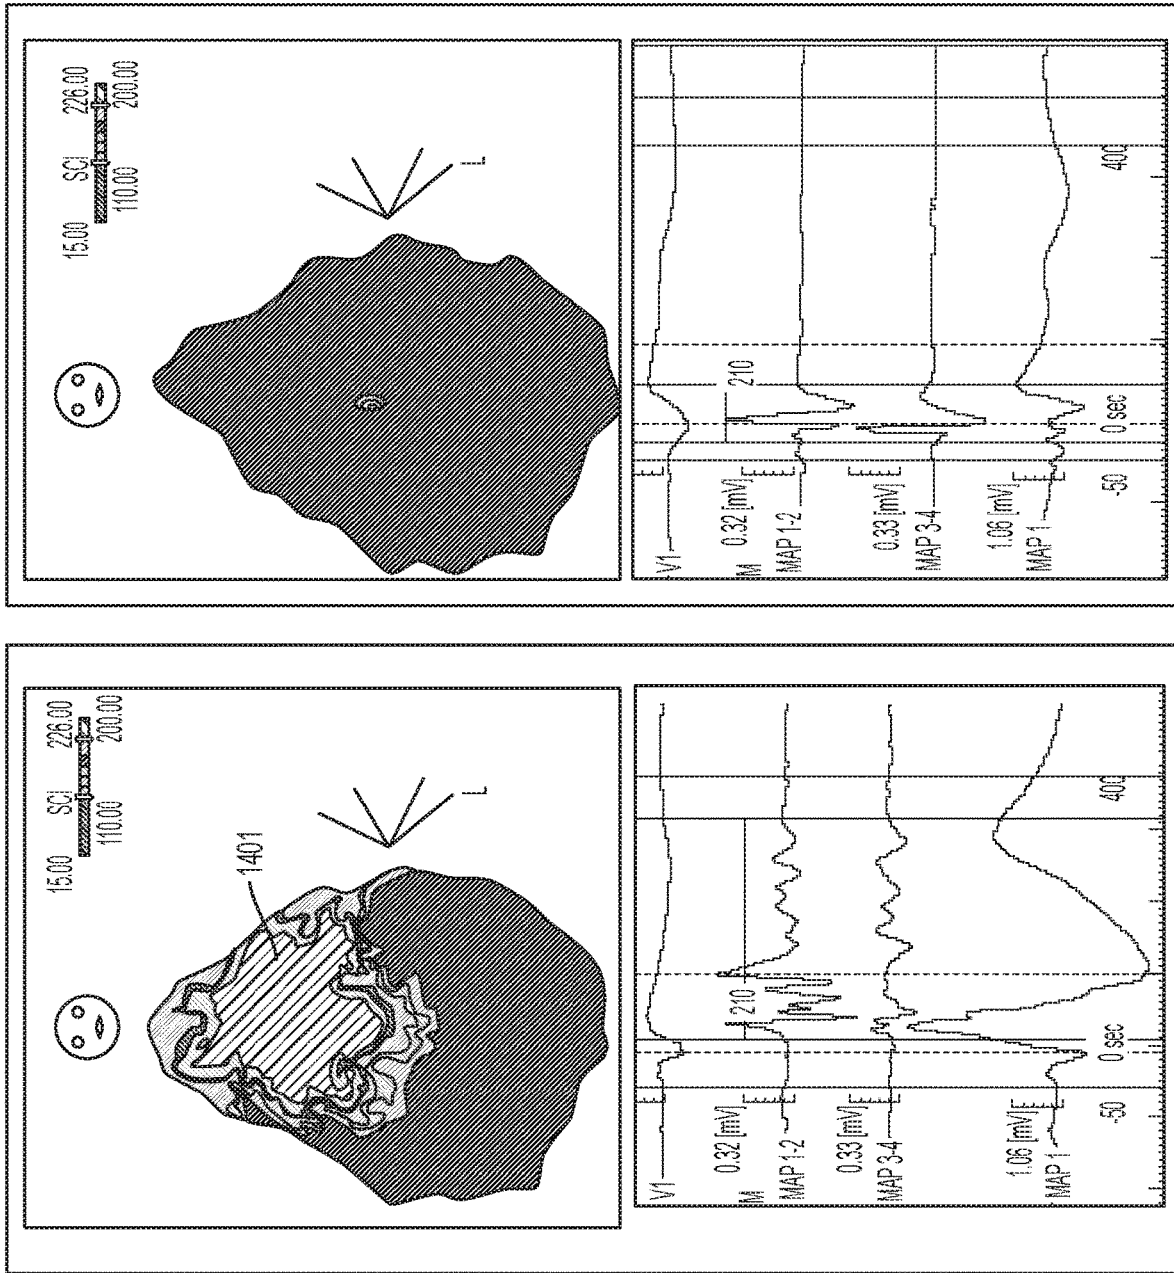 15.00 SCI 226.00
110.00 200.00
1401
L
V1
0.32 [mV]
M 210
MAP 1-2
0.33 [mV]
MAP 3-4
1.06 [mV]
MAP 1
-50 0 sec 400
15.00 SCI 226.00
110.00 200.00
L
V1
0.32 [mV]
M 210
MAP 1-2
0.33 [mV]
MAP 3-4
1.06 [mV]
MAP 1
-50 0 sec 400